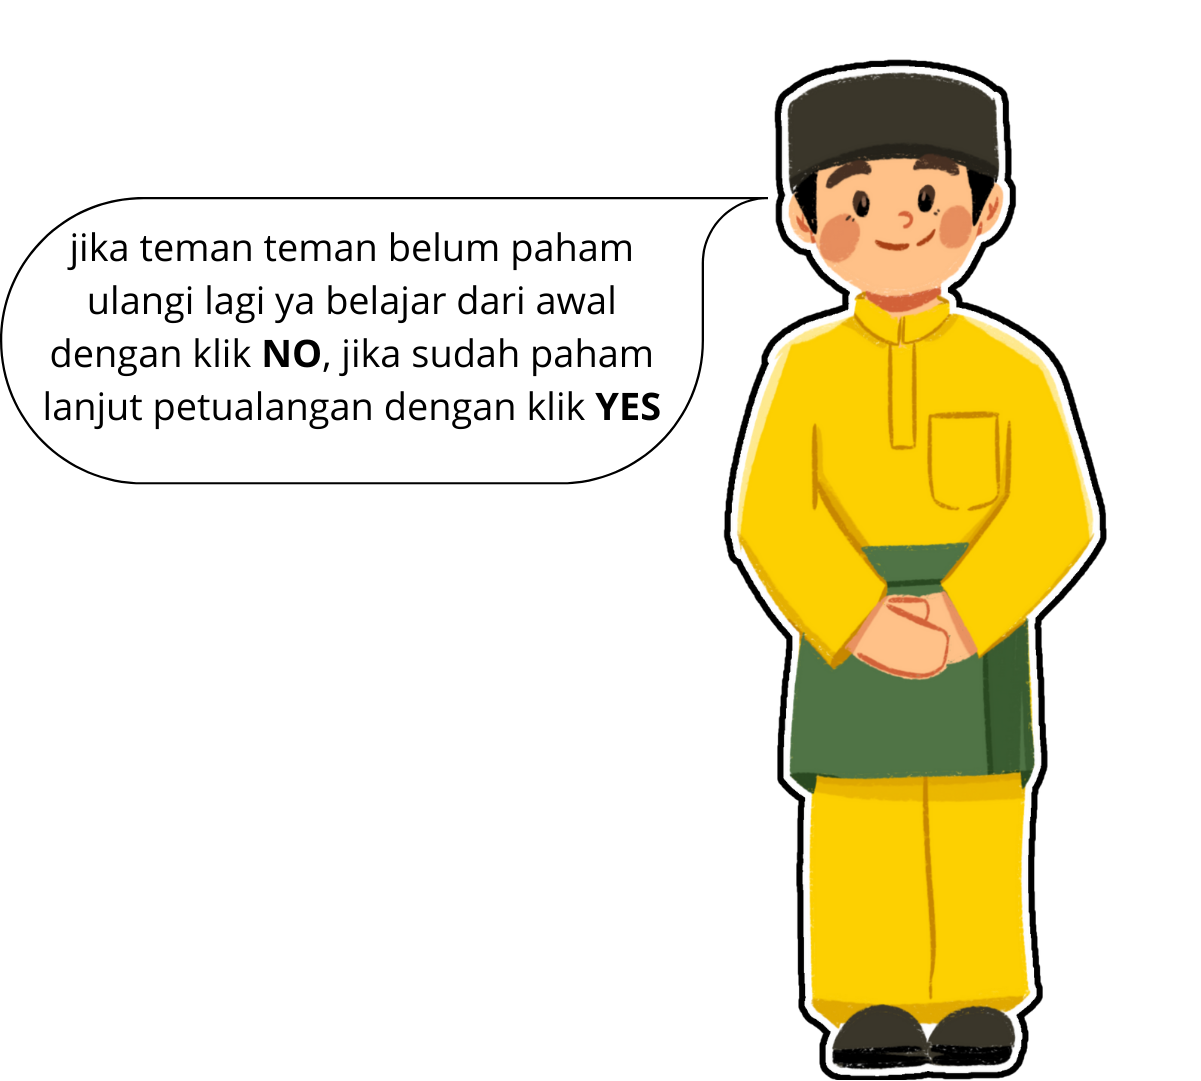 jika teman teman belum paham
ulangi lagi ya belajar dari awal
dengan klik NO, jika sudah paham
lanjut petualangan dengan klik YES